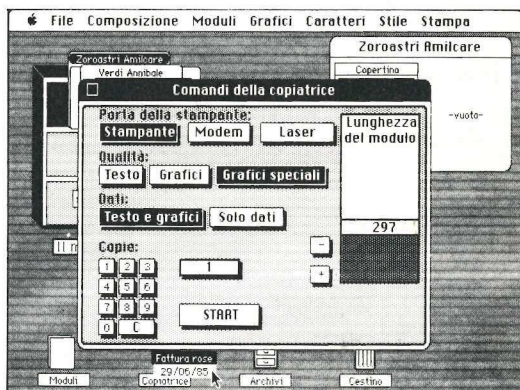 File Composizione Moduli Grafici Caratteri Stile Stampa
Zoroastri Amilcare
Verdi Annibale
Zoroastri Amilcare
Copertina
-vuota-
Comandi della copiatrice
Porta della stampante:
Stampante Modem Laser
Qualità:
Testo Grafici Grafici speciali
Dati:
Testo e grafici Solo dati
Copie:
1 2 3
4 5 6
7 8 9
0 C
1
START
Lunghezza
del modulo
297
-
+
Il
Moduli
Fattura rose
29/06/85
Copiatrice
Archivi
Cestino